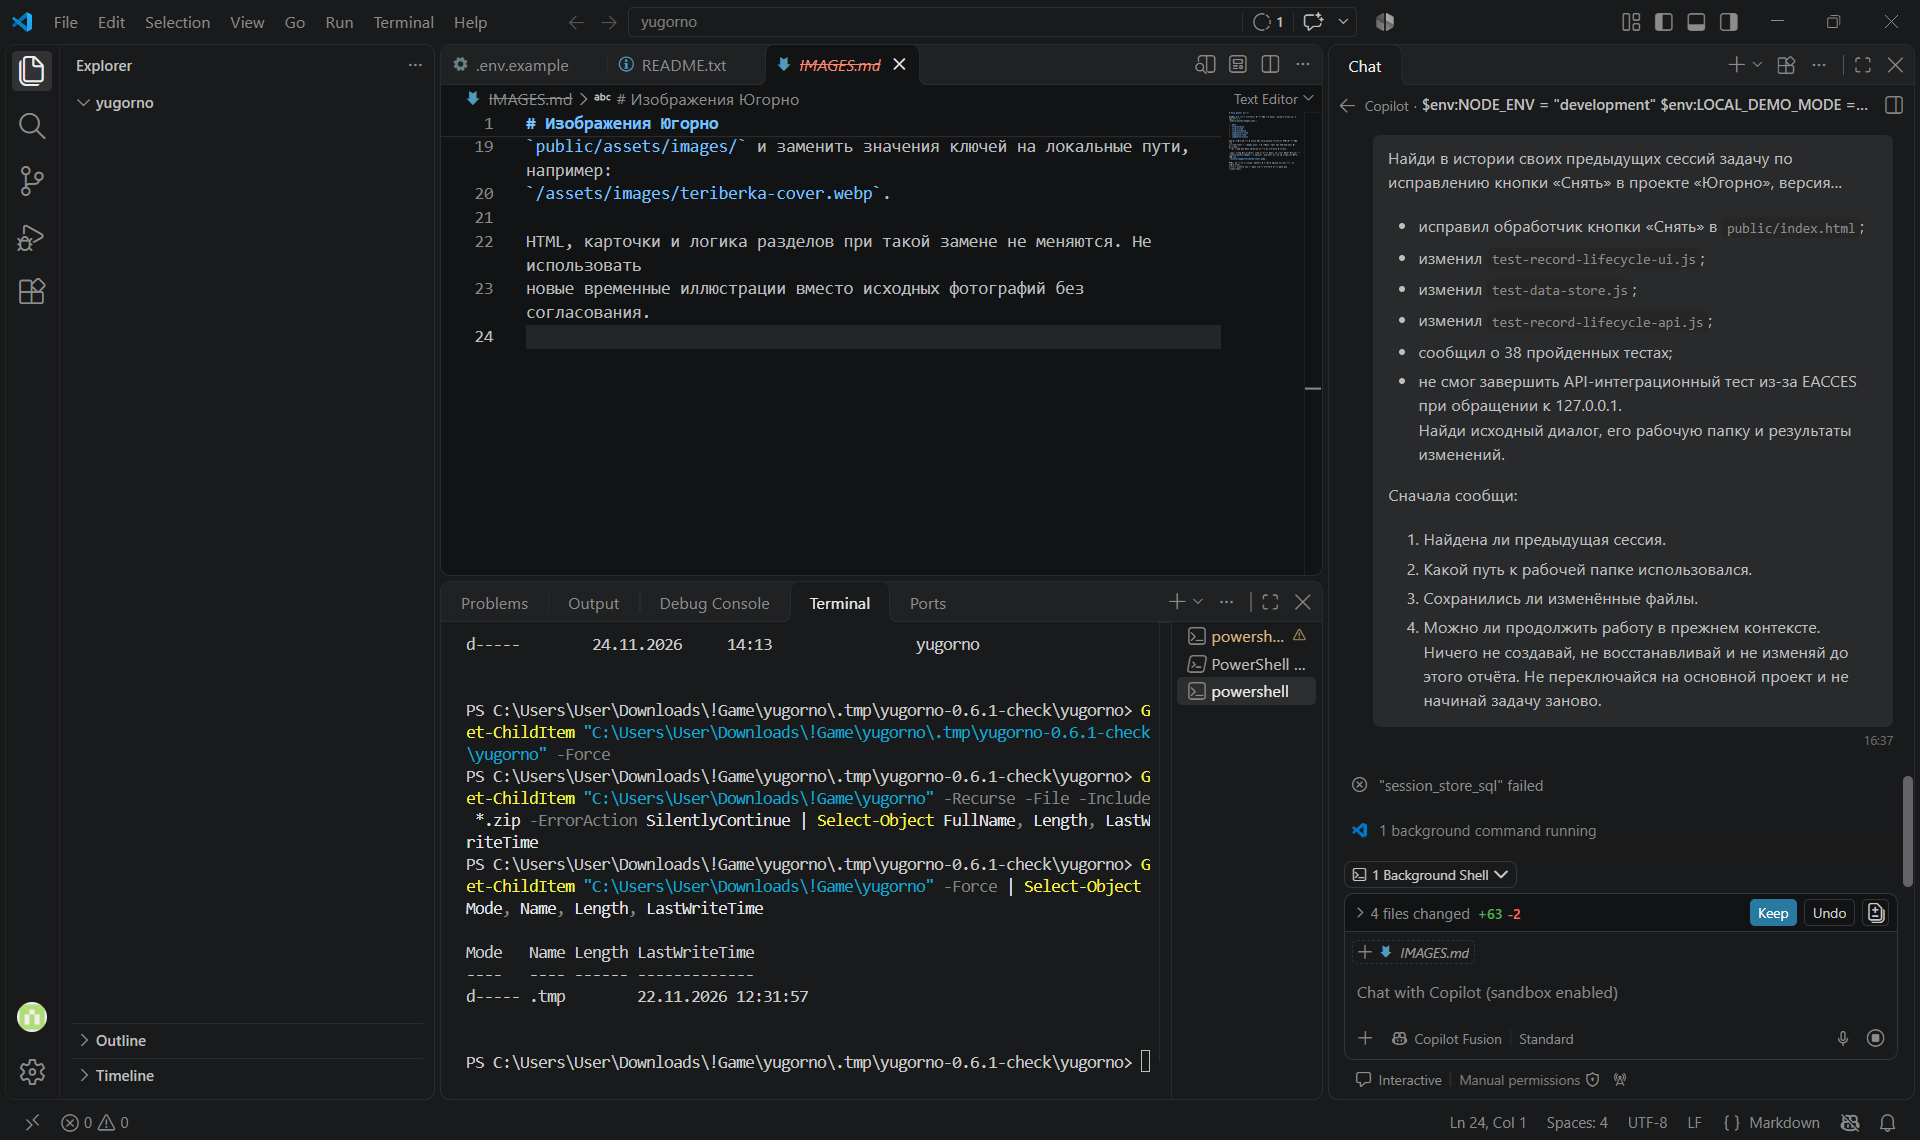 File Edit Selection View Go Run Terminal Help
yugorno
1
Explorer
yugorno
Outline
Timeline
.env.example
README.txt
IMAGES.md
IMAGES.md > abc # Изображения Югорно
Text Editor
1 # Изображения Югорно
19 `public/assets/images/` и заменить значения ключей на локальные пути,
например:
20 `/assets/images/teriberka-cover.webp`.
21
22 HTML, карточки и логика разделов при такой замене не меняются. Не
использовать
23 новые временные иллюстрации вместо исходных фотографий без
согласования.
24
Problems Output Debug Console Terminal Ports
d----- 24.11.2026 14:13 yugorno
PS C:\Users\User\Downloads\!Game\yugorno\.tmp\yugorno-0.6.1-check\yugorno> G
et-ChildItem "C:\Users\User\Downloads\!Game\yugorno\.tmp\yugorno-0.6.1-check
\yugorno" -Force
PS C:\Users\User\Downloads\!Game\yugorno\.tmp\yugorno-0.6.1-check\yugorno> G
et-ChildItem "C:\Users\User\Downloads\!Game\yugorno" -Recurse -File -Include
*.zip -ErrorAction SilentlyContinue | Select-Object FullName, Length, LastW
riteTime
PS C:\Users\User\Downloads\!Game\yugorno\.tmp\yugorno-0.6.1-check\yugorno> G
et-ChildItem "C:\Users\User\Downloads\!Game\yugorno" -Force | Select-Object
Mode, Name, Length, LastWriteTime
Mode Name Length LastWriteTime
---- ---- ------ -------------
d----- .tmp 22.11.2026 12:31:57
PS C:\Users\User\Downloads\!Game\yugorno\.tmp\yugorno-0.6.1-check\yugorno>
powersh...
PowerShell ...
powershell
Chat
Copilot · $env:NODE_ENV = "development" $env:LOCAL_DEMO_MODE =...
Найди в истории своих предыдущих сессий задачу по
исправлению кнопки «Снять» в проекте «Югорно», версия...
• исправил обработчик кнопки «Снять» в public/index.html;
• изменил test-record-lifecycle-ui.js;
• изменил test-data-store.js;
• изменил test-record-lifecycle-api.js;
• сообщил о 38 пройденных тестах;
• не смог завершить API-интеграционный тест из-за EACCES
при обращении к 127.0.0.1.
Найди исходный диалог, его рабочую папку и результаты
изменений.
Сначала сообщи:
1. Найдена ли предыдущая сессия.
2. Какой путь к рабочей папке использовался.
3. Сохранились ли изменённые файлы.
4. Можно ли продолжить работу в прежнем контексте.
Ничего не создавай, не восстанавливай и не изменяй до
этого отчёта. Не переключайся на основной проект и не
начинай задачу заново.
16:37
"session_store_sql" failed
1 background command running
1 Background Shell
4 files changed +63 -2
Keep
Undo
IMAGES.md
Chat with Copilot (sandbox enabled)
Copilot Fusion Standard
Interactive Manual permissions
0 0
Ln 24, Col 1 Spaces: 4 UTF-8 LF { } Markdown